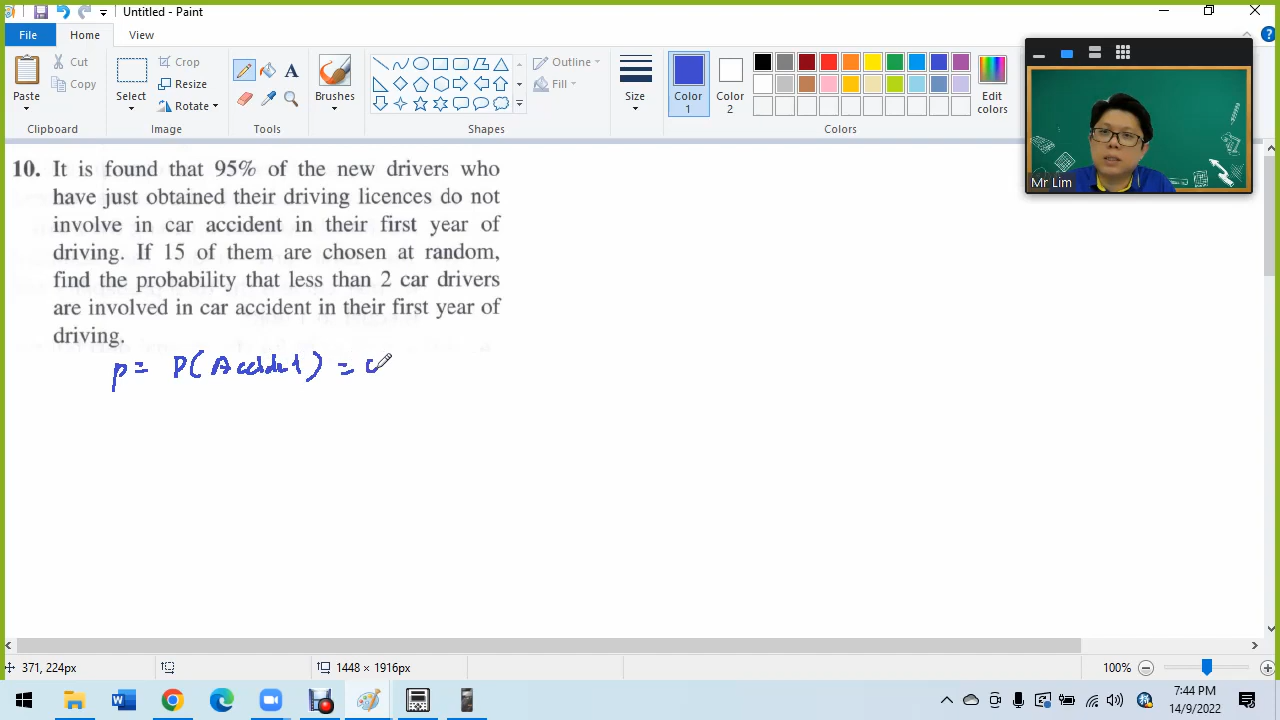 Untitled - Paint
File
Home
View
Paste
Cut
Copy
Clipboard
Select
Crop
Resize
Rotate
Image
Tools
Brushes
Shapes
Outline
Fill
Size
Color 1
Color 2
Edit colors
Colors
Mr Lim
10. It is found that 95% of the new drivers who
have just obtained their driving licences do not
involve in car accident in their first year of
driving. If 15 of them are chosen at random,
find the probability that less than 2 car drivers
are involved in car accident in their first year of
driving.
p = P(Accident) = 0
371, 224px
1448 × 1916px
100%
7:44 PM
14/9/2022